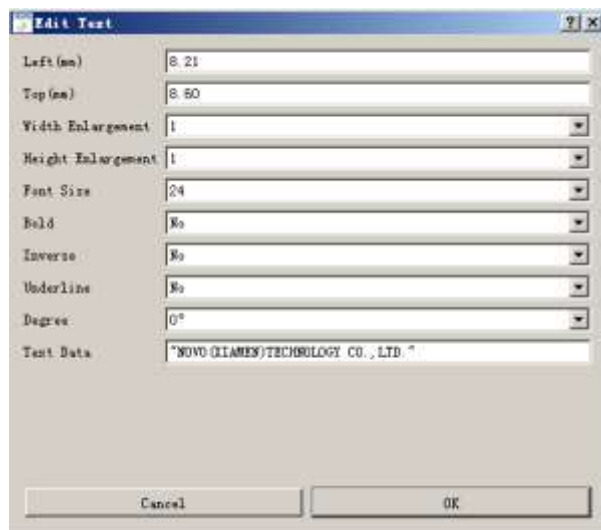 Edit Text
Left(mm) 8.21
Top(mm) 8.60
Width Enlargement 1
Height Enlargement 1
Font Size 24
Bold No
Inverse No
Underline No
Degree 0°
Text Data "NOVO(XIAMEN)TECHNOLOGY CO.,LTD."
Cancel OK